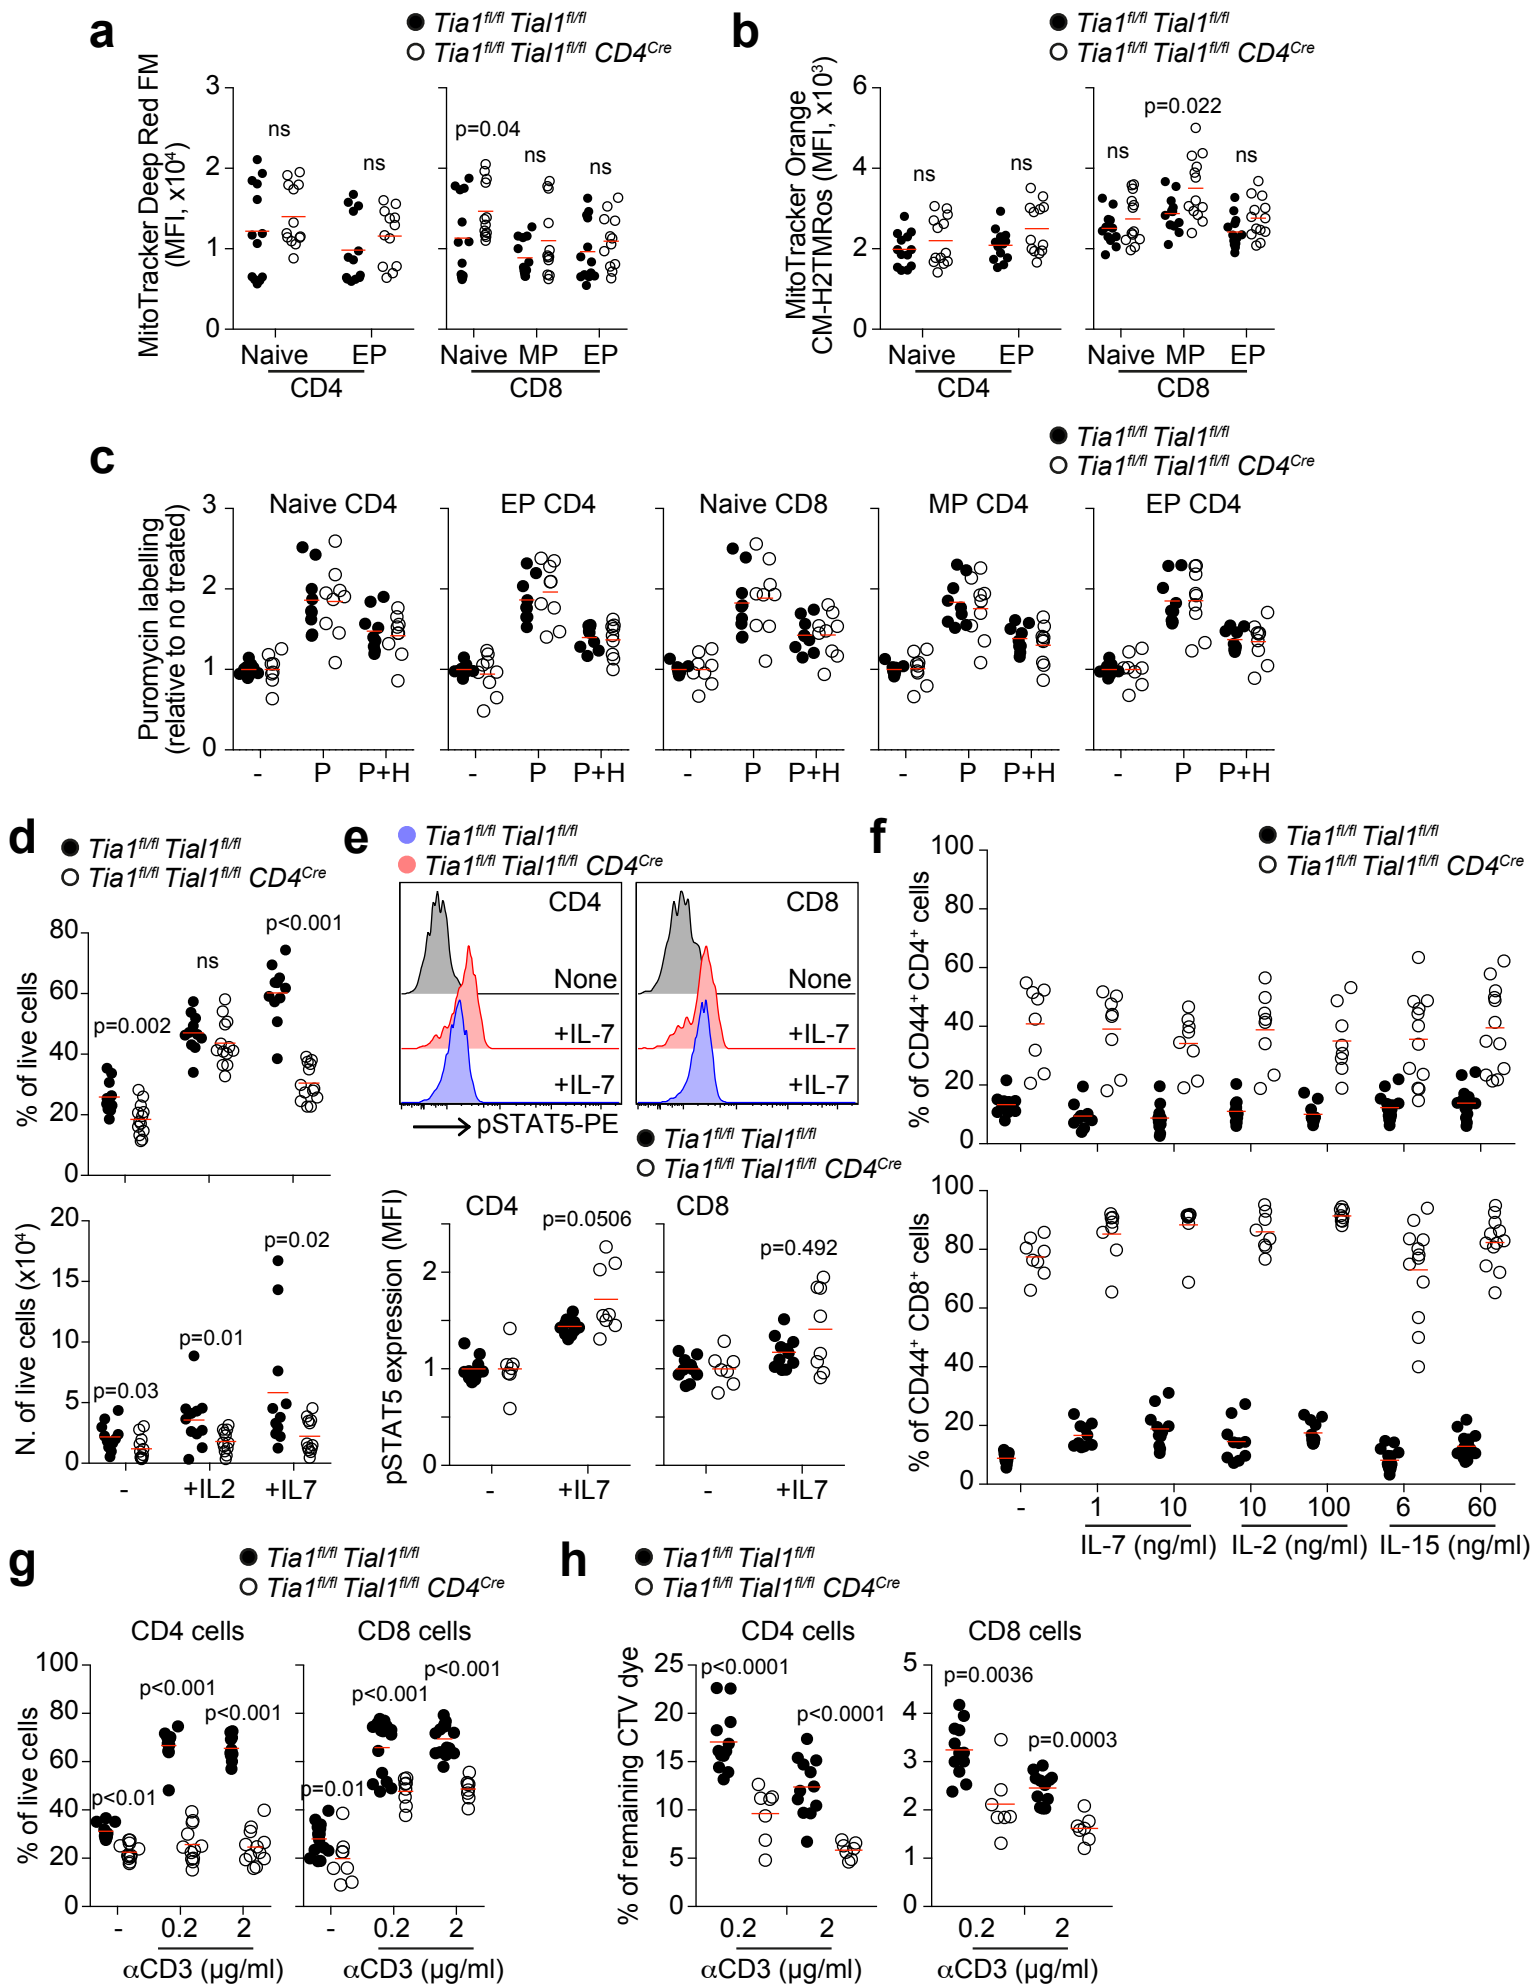 a
Tia1fl/fl Tial1fl/fl
Tia1fl/fl Tial1fl/fl CD4Cre
MitoTracker Deep Red FM
(MFI, x10⁴)
3
2
1
0
ns
ns
p=0.04
ns
ns
Naive EP
CD4
Naive MP EP
CD8
b
Tia1fl/fl Tial1fl/fl
Tia1fl/fl Tial1fl/fl CD4Cre
MitoTracker Orange
CM-H2TMRos (MFI, x10³)
6
4
2
0
ns
ns
ns
p=0.022
ns
Naive EP
CD4
Naive MP EP
CD8
c
Tia1fl/fl Tial1fl/fl
Tia1fl/fl Tial1fl/fl CD4Cre
Puromycin labelling
(relative to no treated)
3
2
1
0
Naive CD4
EP CD4
Naive CD8
MP CD4
EP CD4
- P P+H
- P P+H
- P P+H
- P P+H
- P P+H
d
Tia1fl/fl Tial1fl/fl
Tia1fl/fl Tial1fl/fl CD4Cre
% of live cells
80
60
40
20
0
p=0.002
ns
p<0.001
N. of live cells (x10⁴)
20
15
10
5
0
p=0.03
p=0.01
p=0.02
- +IL2 +IL7
e
Tia1fl/fl Tial1fl/fl
Tia1fl/fl Tial1fl/fl CD4Cre
CD4
None
+IL-7
+IL-7
CD8
None
+IL-7
+IL-7
pSTAT5-PE
Tia1fl/fl Tial1fl/fl
Tia1fl/fl Tial1fl/fl CD4Cre
pSTAT5 expression (MFI)
2
1
0
CD4
p=0.0506
CD8
p=0.492
- +IL7
- +IL7
f
Tia1fl/fl Tial1fl/fl
Tia1fl/fl Tial1fl/fl CD4Cre
% of CD44⁺ CD4⁺ cells
100
80
60
40
20
0
% of CD44⁺ CD8⁺ cells
100
80
60
40
20
0
- 1 10 10 100 6 60
IL-7 (ng/ml) IL-2 (ng/ml) IL-15 (ng/ml)
g
Tia1fl/fl Tial1fl/fl
Tia1fl/fl Tial1fl/fl CD4Cre
% of live cells
100
80
60
40
20
0
CD4 cells
p<0.01
p<0.001
p<0.001
- 0.2 2
αCD3 (µg/ml)
CD8 cells
p=0.01
p<0.001
p<0.001
- 0.2 2
αCD3 (µg/ml)
h
Tia1fl/fl Tial1fl/fl
Tia1fl/fl Tial1fl/fl CD4Cre
% of remaining CTV dye
CD4 cells
25
20
15
10
5
0
p<0.0001
p<0.0001
0.2 2
αCD3 (µg/ml)
CD8 cells
5
4
3
2
1
0
p=0.0036
p=0.0003
0.2 2
αCD3 (µg/ml)